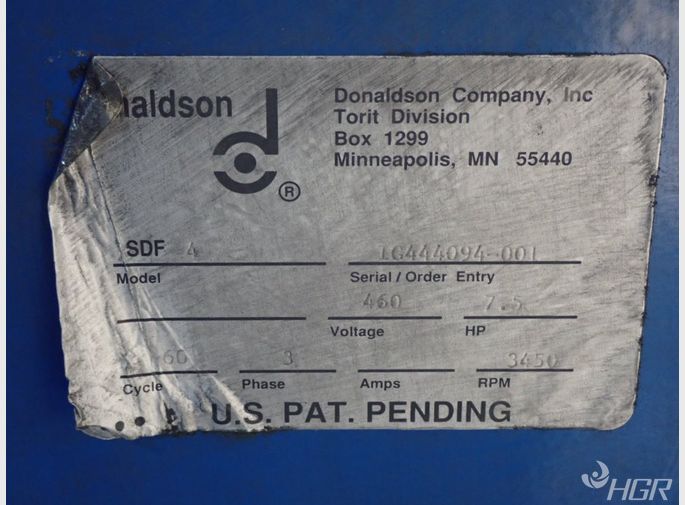 naldson
Donaldson Company, Inc
Torit Division
Box 1299
Minneapolis, MN 55440
®
SDF 4
IG444094-001
Model
Serial / Order Entry
460 7.5
Voltage HP
60 3 3450
Cycle Phase Amps RPM
U.S. PAT. PENDING
HGR